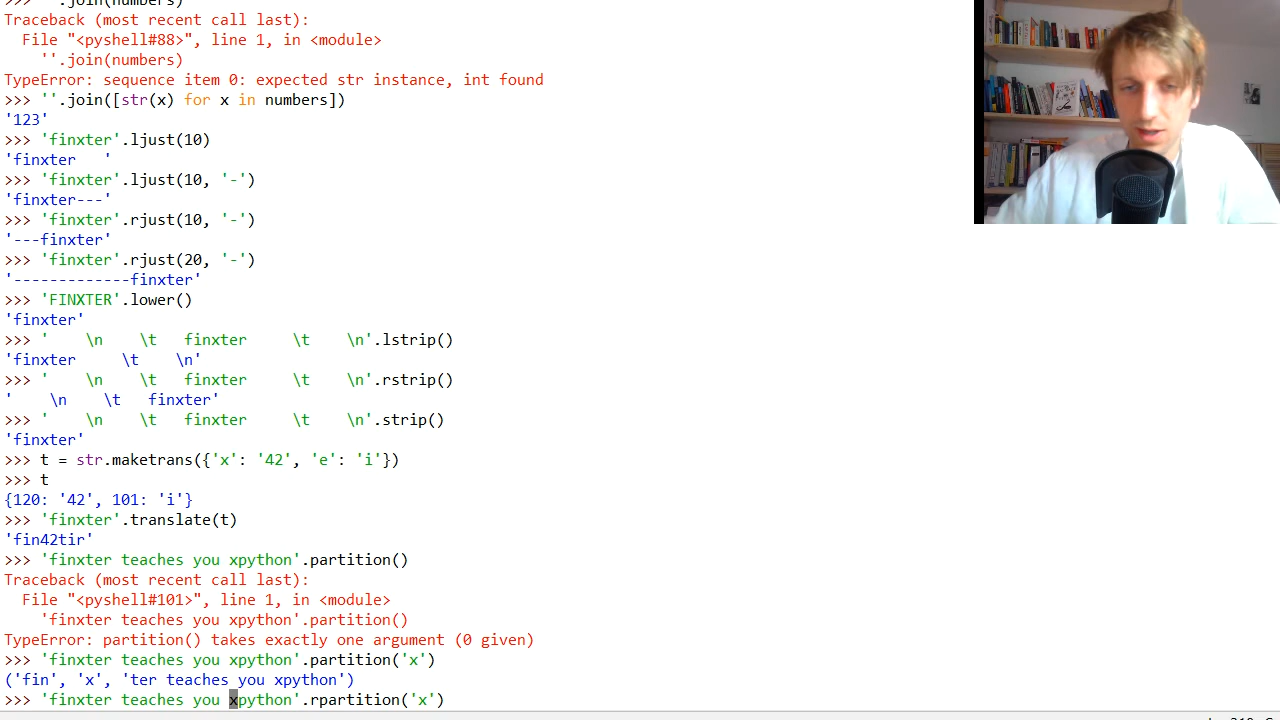 >>> ''.join(numbers)
Traceback (most recent call last):
  File "<pyshell#88>", line 1, in <module>
    ''.join(numbers)
TypeError: sequence item 0: expected str instance, int found
>>> ''.join([str(x) for x in numbers])
'123'
>>> 'finxter'.ljust(10)
'finxter   '
>>> 'finxter'.ljust(10, '-')
'finxter---'
>>> 'finxter'.rjust(10, '-')
'---finxter'
>>> 'finxter'.rjust(20, '-')
'-------------finxter'
>>> 'FINXTER'.lower()
'finxter'
>>> '    \n    \t   finxter     \t    \n'.lstrip()
'finxter     \t    \n'
>>> '    \n    \t   finxter     \t    \n'.rstrip()
'    \n    \t   finxter'
>>> '    \n    \t   finxter     \t    \n'.strip()
'finxter'
>>> t = str.maketrans({'x': '42', 'e': 'i'})
>>> t
{120: '42', 101: 'i'}
>>> 'finxter'.translate(t)
'fin42tir'
>>> 'finxter teaches you xpython'.partition()
Traceback (most recent call last):
  File "<pyshell#101>", line 1, in <module>
    'finxter teaches you xpython'.partition()
TypeError: partition() takes exactly one argument (0 given)
>>> 'finxter teaches you xpython'.partition('x')
('fin', 'x', 'ter teaches you xpython')
>>> 'finxter teaches you xpython'.rpartition('x')